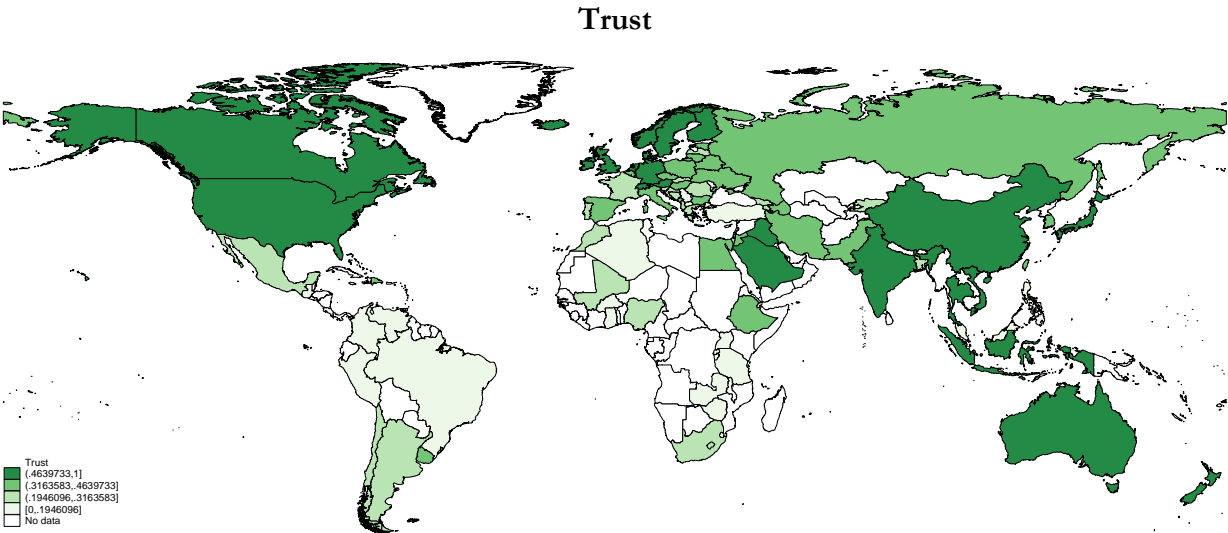 Trust
Trust
(.4639733,1]
(.3163583,.4639733]
(.1946096,.3163583]
[0,.1946096]
No data